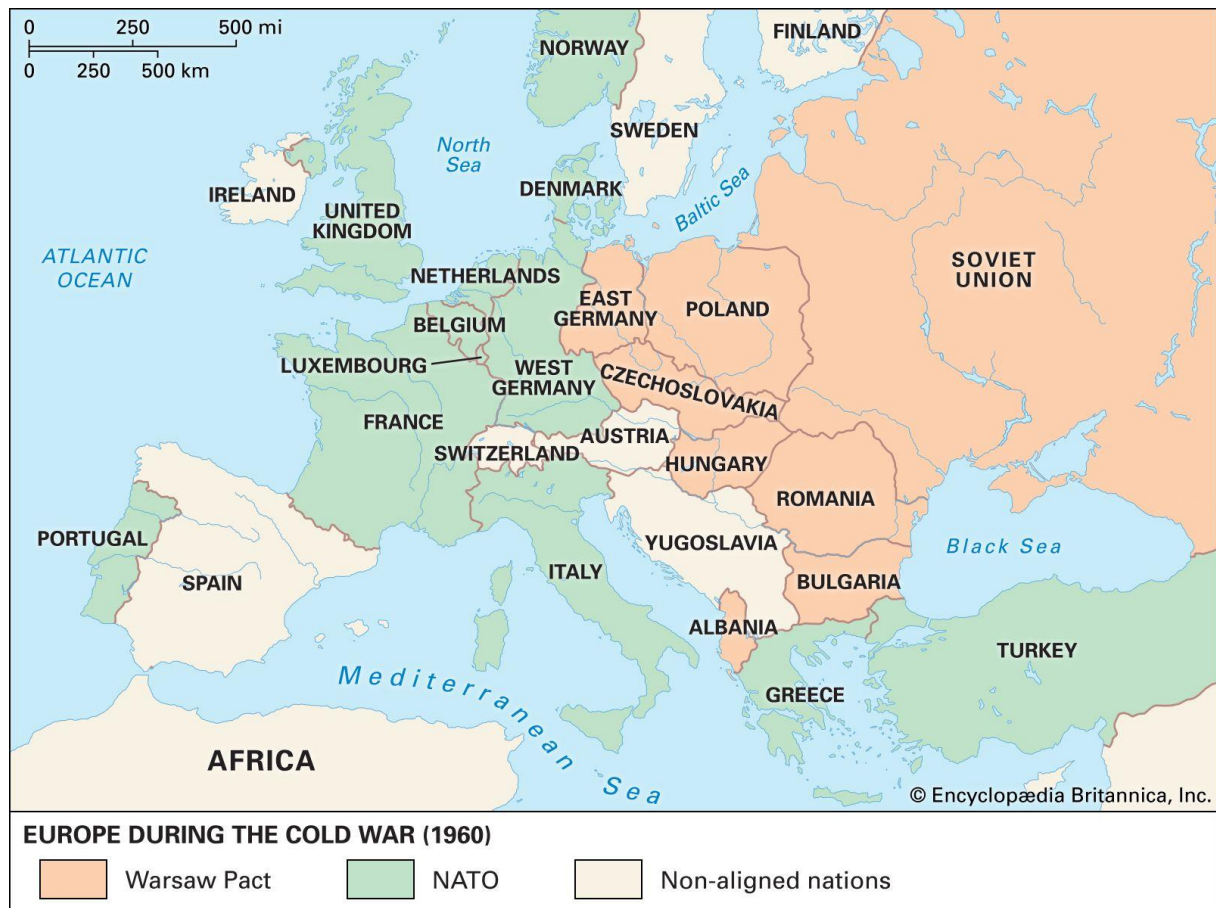 0 250 500 mi
0 250 500 km
NORWAY
FINLAND
SWEDEN
North
Sea
IRELAND
DENMARK
Baltic Sea
UNITED
KINGDOM
ATLANTIC
OCEAN
SOVIET
UNION
NETHERLANDS
EAST
GERMANY
POLAND
BELGIUM
LUXEMBOURG
WEST
GERMANY
CZECHOSLOVAKIA
FRANCE
AUSTRIA
SWITZERLAND
HUNGARY
ROMANIA
PORTUGAL
YUGOSLAVIA
Black Sea
SPAIN
ITALY
BULGARIA
ALBANIA
TURKEY
GREECE
Mediterranean Sea
AFRICA
© Encyclopædia Britannica, Inc.
EUROPE DURING THE COLD WAR (1960)
Warsaw Pact
NATO
Non-aligned nations